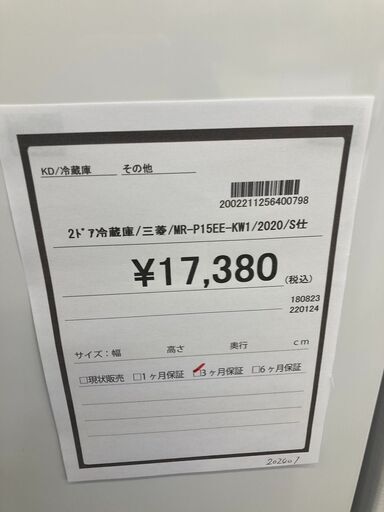 KD/冷蔵庫 その他
2002211256400798
2ﾄﾞｱ冷蔵庫/三菱/MR-P15EE-KW1/2020/S仕
¥17,380 (税込)
180823
220124
サイズ：幅 高さ 奥行 cm
□現状販売 □1ヶ月保証 □3ヶ月保証 □6ヶ月保証